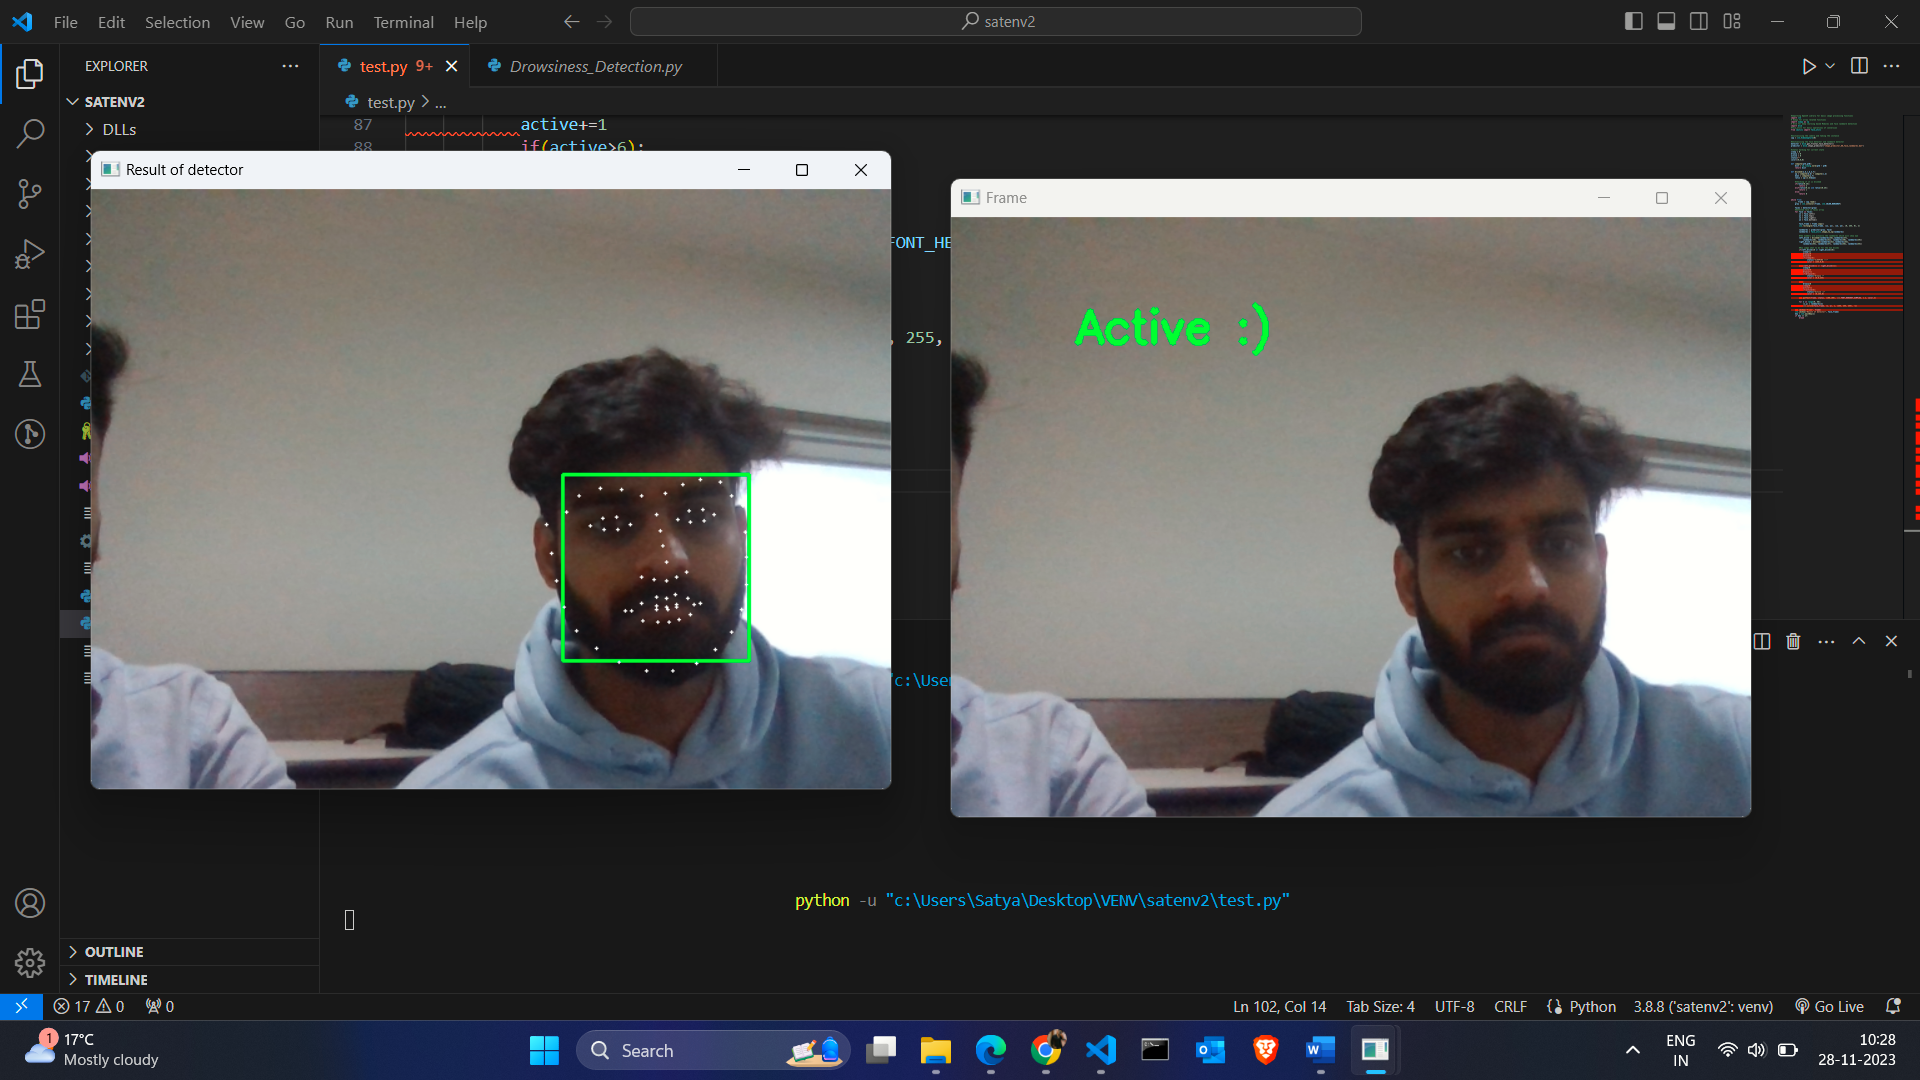 File Edit Selection View Go Run Terminal Help
satenv2
EXPLORER
test.py 9+
Drowsiness_Detection.py
SATENV2
test.py > ...
DLLs
87 active+=1
88 if(active>6):
Result of detector
Frame
FONT_HE
, 255,
Active :)
"c:\User
python -u "c:\Users\Satya\Desktop\VENV\satenv2\test.py"
OUTLINE
TIMELINE
17 0 0
Ln 102, Col 14 Tab Size: 4 UTF-8 CRLF Python 3.8.8 ('satenv2': venv) Go Live
1
17°C
Mostly cloudy
Search
ENG
IN
10:28
28-11-2023